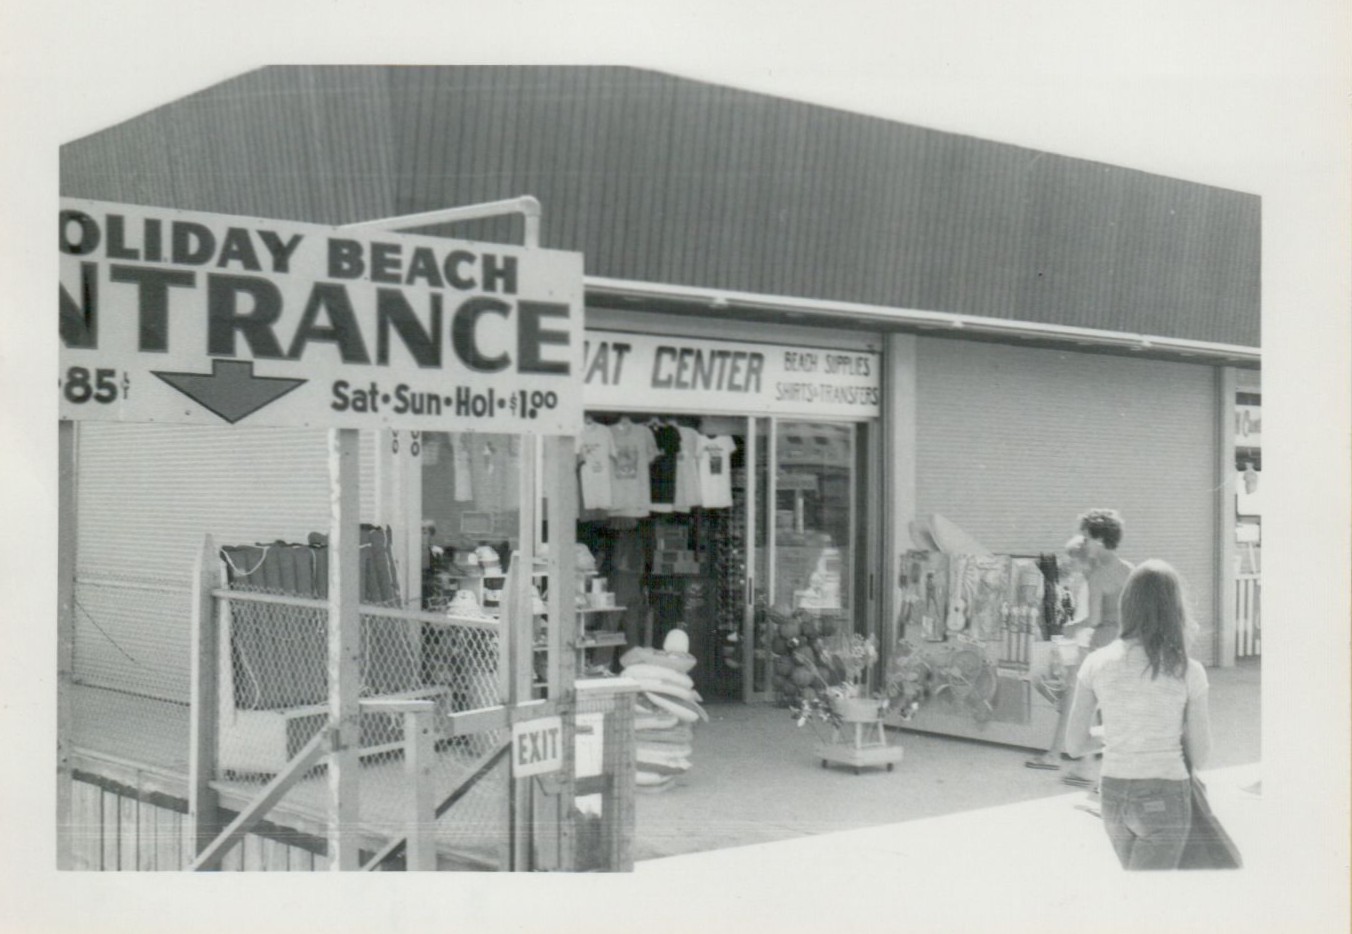 OLIDAY BEACH
NTRANCE
85¢
Sat·Sun·Hol·$1.00
AT CENTER
BEACH SUPPLIES
SHIRTS & TRANSFERS
EXIT